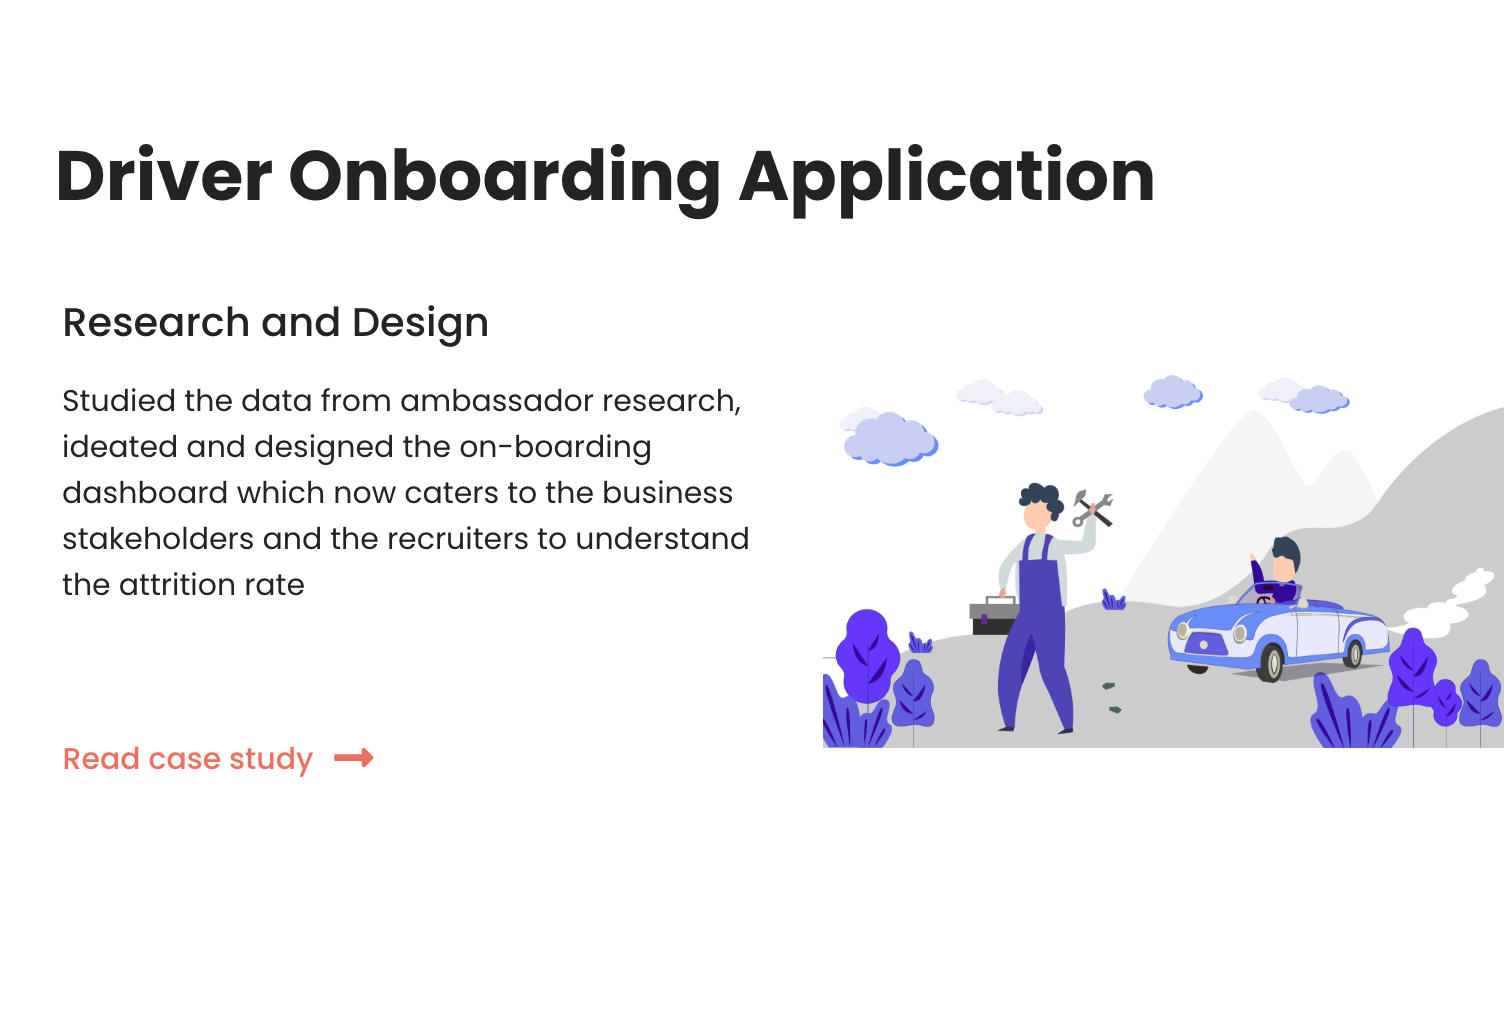 Driver Onboarding Application
Research and Design
Studied the data from ambassador research,
ideated and designed the on-boarding
dashboard which now caters to the business
stakeholders and the recruiters to understand
the attrition rate
Read case study